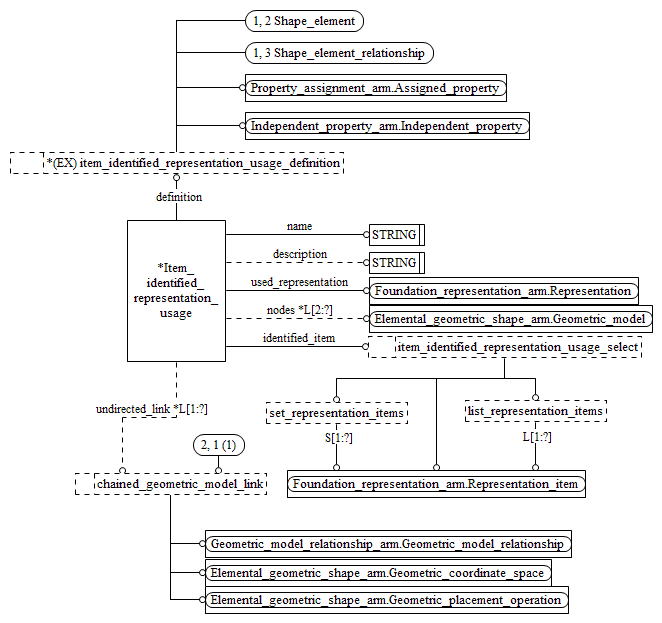 1, 2 Shape_element
1, 3 Shape_element_relationship
Property_assignment_arm.Assigned_property
Independent_property_arm.Independent_property
*(EX) item_identified_representation_usage_definition
definition
*Item_
identified_
representation_
usage
name
STRING
description
STRING
used_representation
Foundation_representation_arm.Representation
nodes *L[2:?]
Elemental_geometric_shape_arm.Geometric_model
identified_item
item_identified_representation_usage_select
undirected_link *L[1:?]
set_representation_items
list_representation_items
S[1:?]
L[1:?]
2, 1 (1)
chained_geometric_model_link
Foundation_representation_arm.Representation_item
Geometric_model_relationship_arm.Geometric_model_relationship
Elemental_geometric_shape_arm.Geometric_coordinate_space
Elemental_geometric_shape_arm.Geometric_placement_operation